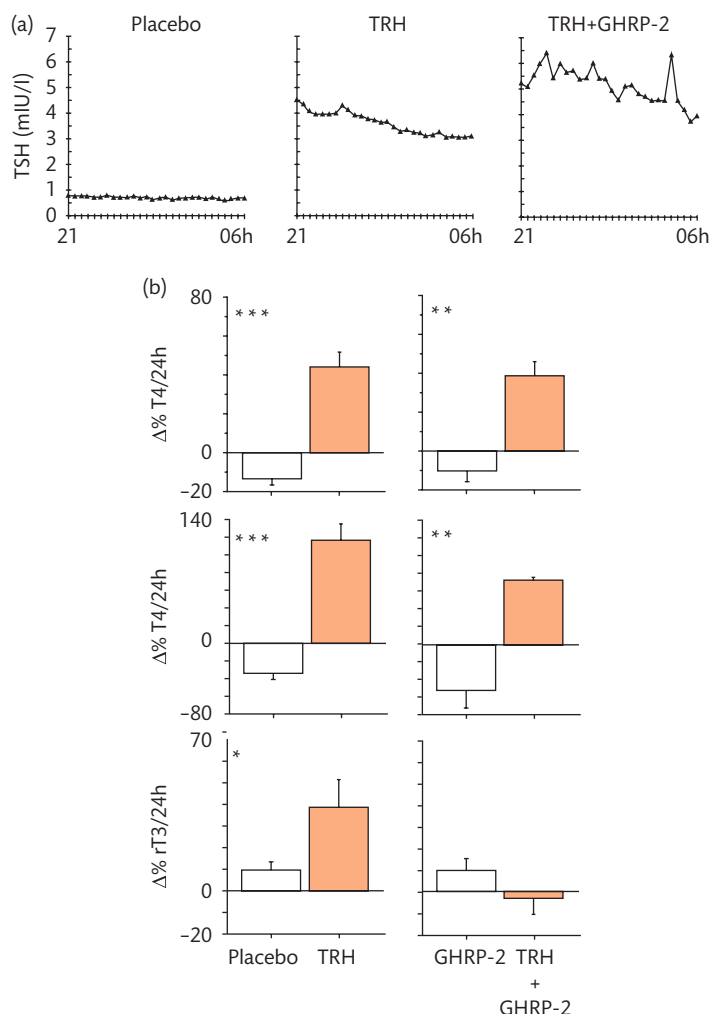 (a)
Placebo
TRH
TRH+GHRP-2
TSH (mIU/l)
7
6
5
4
3
2
1
0
21
06h
21
06h
21
06h
(b)
Δ% T4/24h
80
0
−20
***
**
Δ% T4/24h
140
0
−80
***
**
Δ% rT3/24h
70
0
−20
*
Placebo
TRH
GHRP-2
TRH
+
GHRP-2